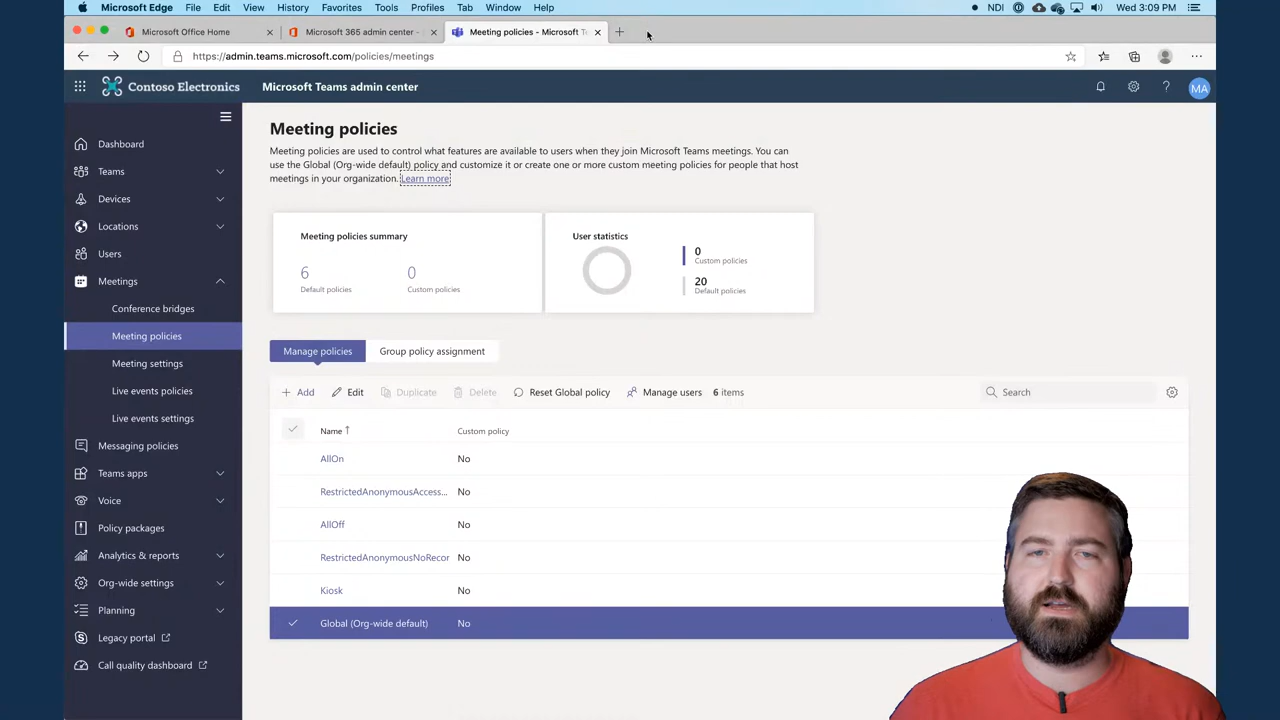 Microsoft Edge File Edit View History Favorites Tools Profiles Tab Window Help NDI Wed 3:09 PM
Microsoft Office Home
Microsoft 365 admin center -
Meeting policies - Microsoft T
https://admin.teams.microsoft.com/policies/meetings
Contoso Electronics
Microsoft Teams admin center
MA
Dashboard
Teams
Devices
Locations
Users
Meetings
Conference bridges
Meeting policies
Meeting settings
Live events policies
Live events settings
Messaging policies
Teams apps
Voice
Policy packages
Analytics & reports
Org-wide settings
Planning
Legacy portal
Call quality dashboard
Meeting policies
Meeting policies are used to control what features are available to users when they join Microsoft Teams meetings. You can
use the Global (Org-wide default) policy and customize it or create one or more custom meeting policies for people that host
meetings in your organization. Learn more
Meeting policies summary
6
Default policies
0
Custom policies
User statistics
0
Custom policies
20
Default policies
Manage policies
Group policy assignment
+ Add Edit Duplicate Delete Reset Global policy Manage users 6 items Search
Name ↑ Custom policy
AllOn No
RestrictedAnonymousAccess... No
AllOff No
RestrictedAnonymousNoRecor No
Kiosk No
Global (Org-wide default) No